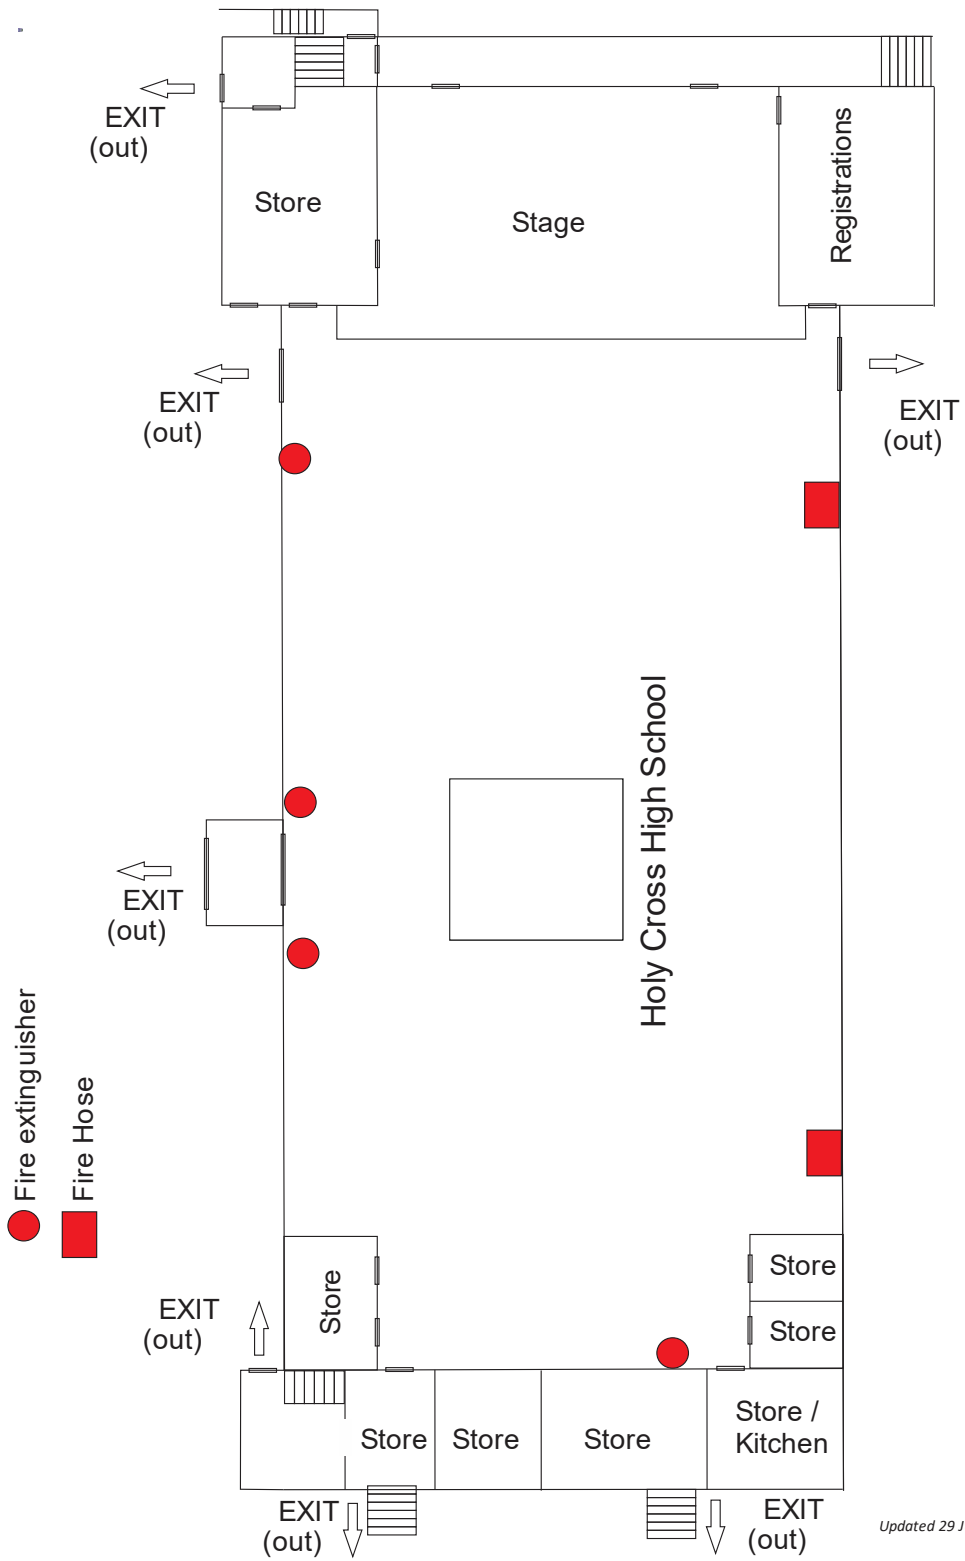 EXIT
(out)
Store
Stage
Registrations
EXIT
(out)
EXIT
(out)
Holy Cross High School
EXIT
(out)
Fire extinguisher
Fire Hose
Store
Store
EXIT
(out)
Store
Store
Store
Store
Store /
Kitchen
EXIT
(out)
EXIT
(out)
Updated 29 J